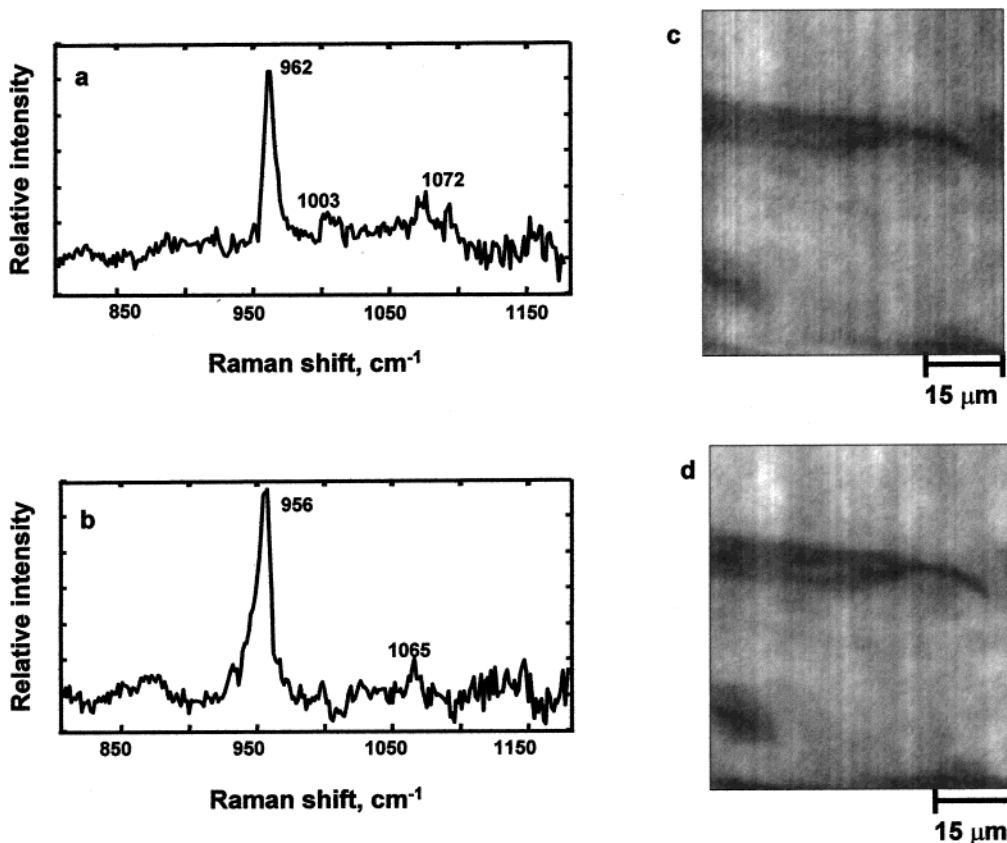 a
962
1003
1072
Relative intensity
850
950
1050
1150
Raman shift, cm-1
c
15 μm
b
956
1065
Relative intensity
850
950
1050
1150
Raman shift, cm-1
d
15 μm